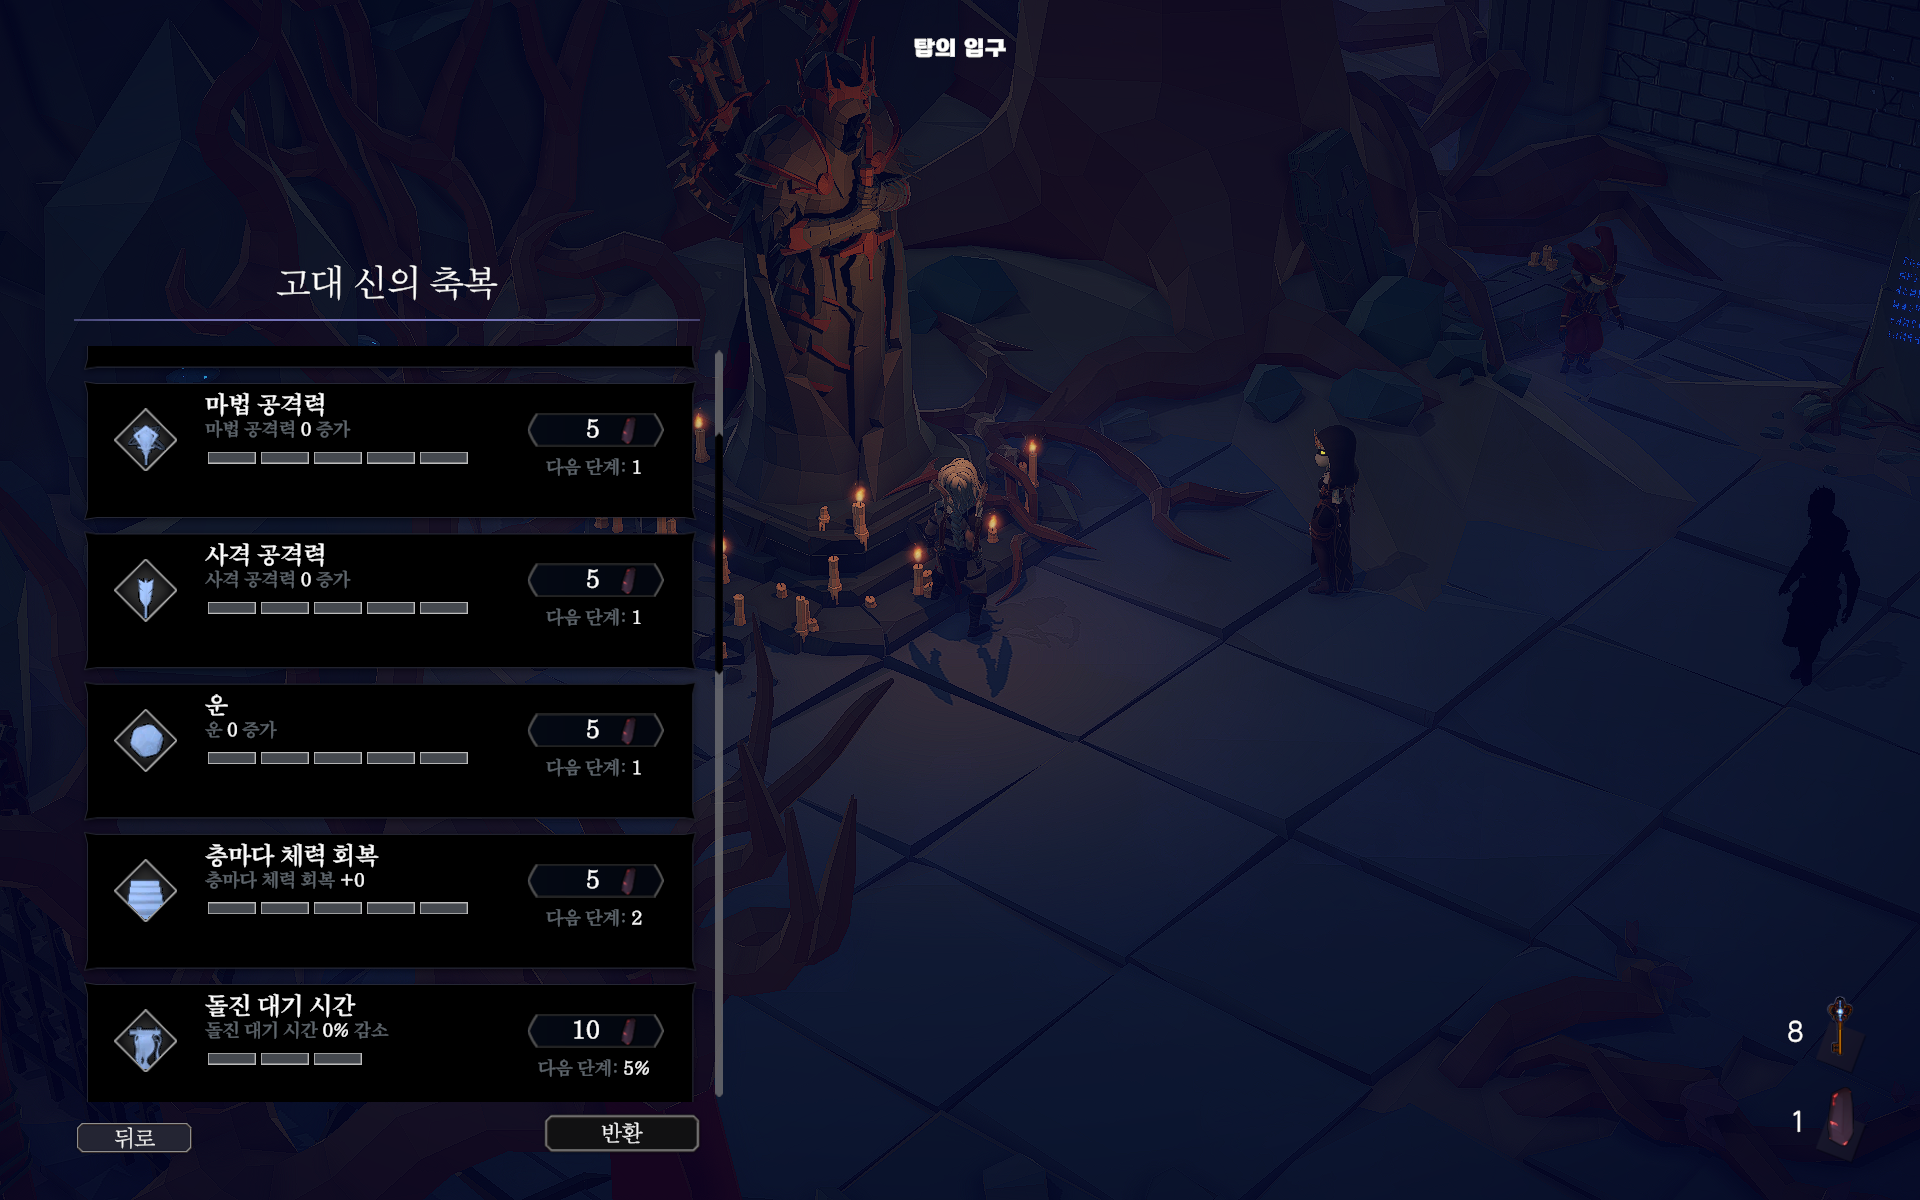 탑의 입구
고대 신의 축복
마법 공격력
마법 공격력 0 증가
5
다음 단계: 1
사격 공격력
사격 공격력 0 증가
5
다음 단계: 1
운
운 0 증가
5
다음 단계: 1
층마다 체력 회복
층마다 체력 회복 +0
5
다음 단계: 2
돌진 대기 시간
돌진 대기 시간 0% 감소
10
다음 단계: 5%
뒤로
반환
8
1